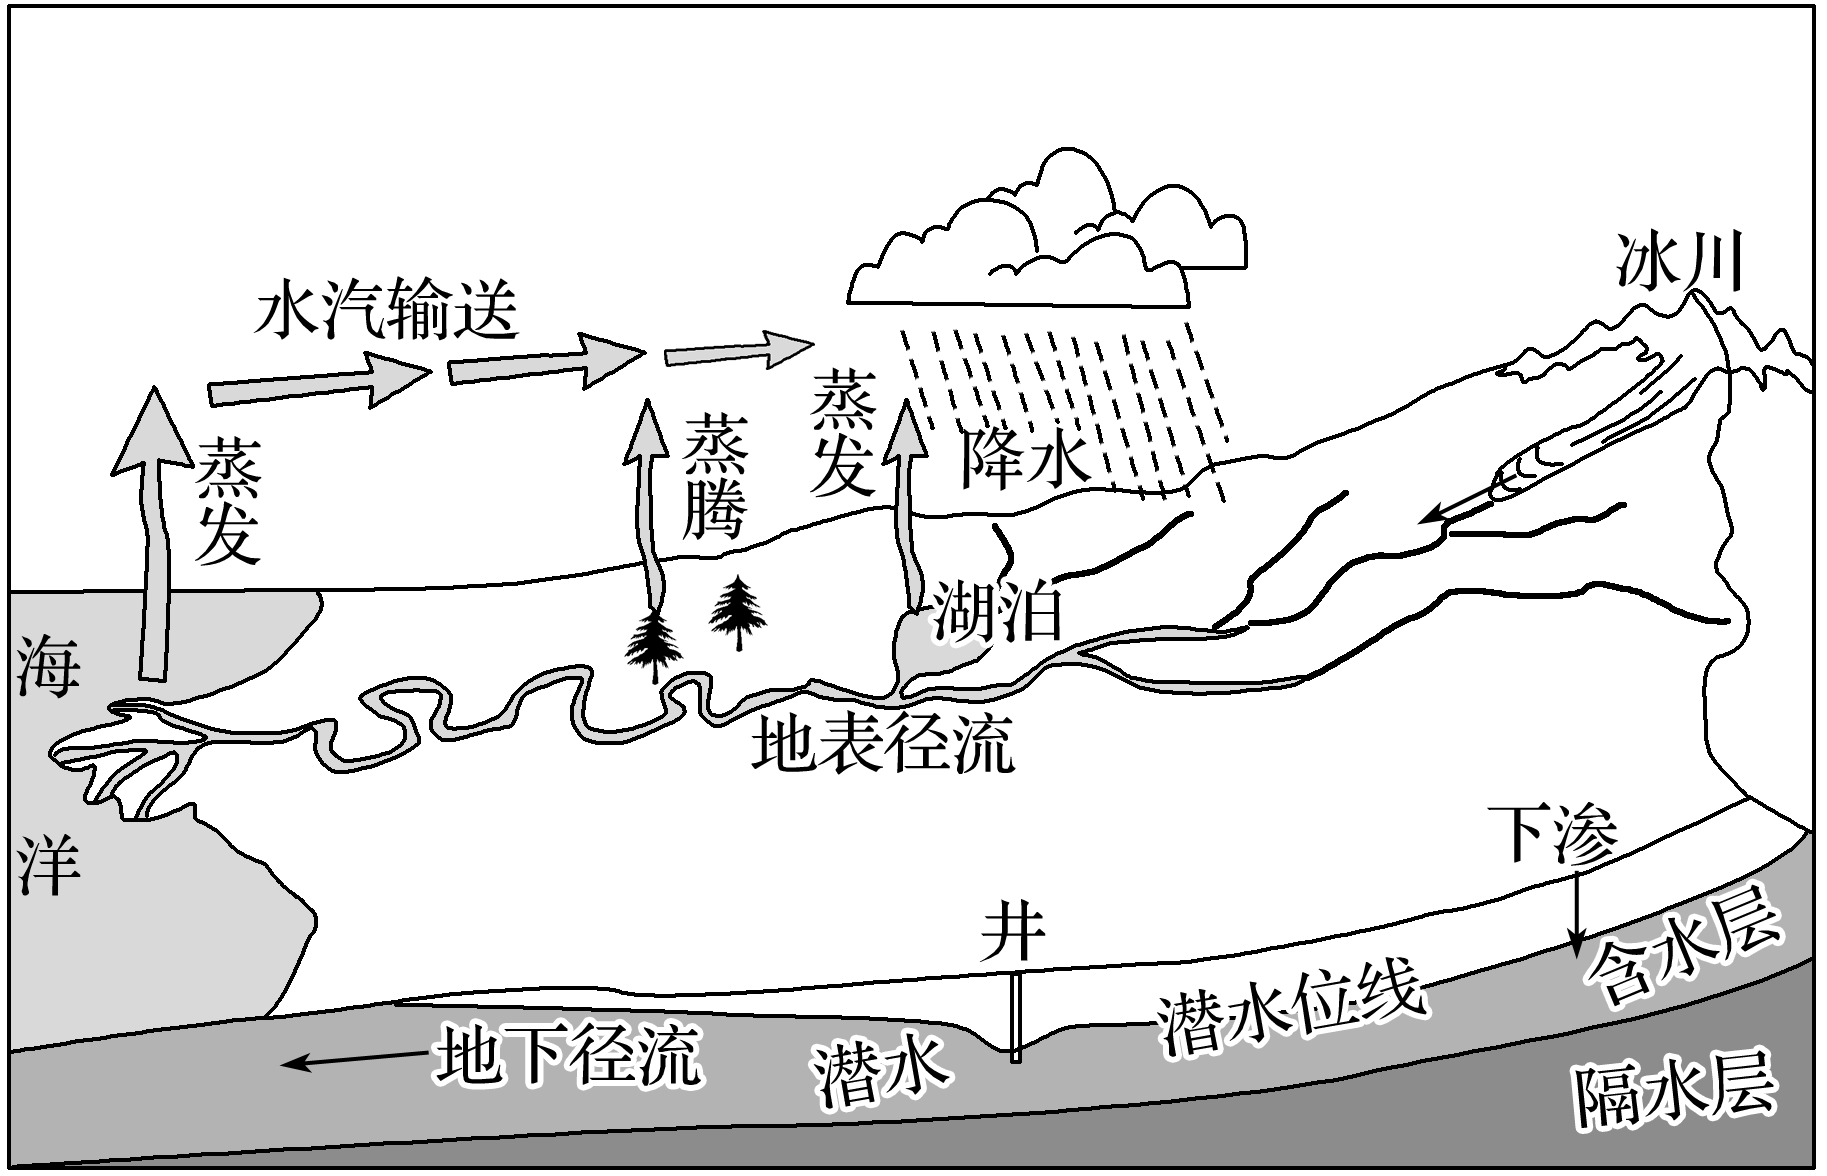 冰川
水汽输送
蒸发
蒸腾
蒸发
降水
湖泊
海洋
地表径流
下渗
井
含水层
潜水位线
地下径流
潜水
隔水层